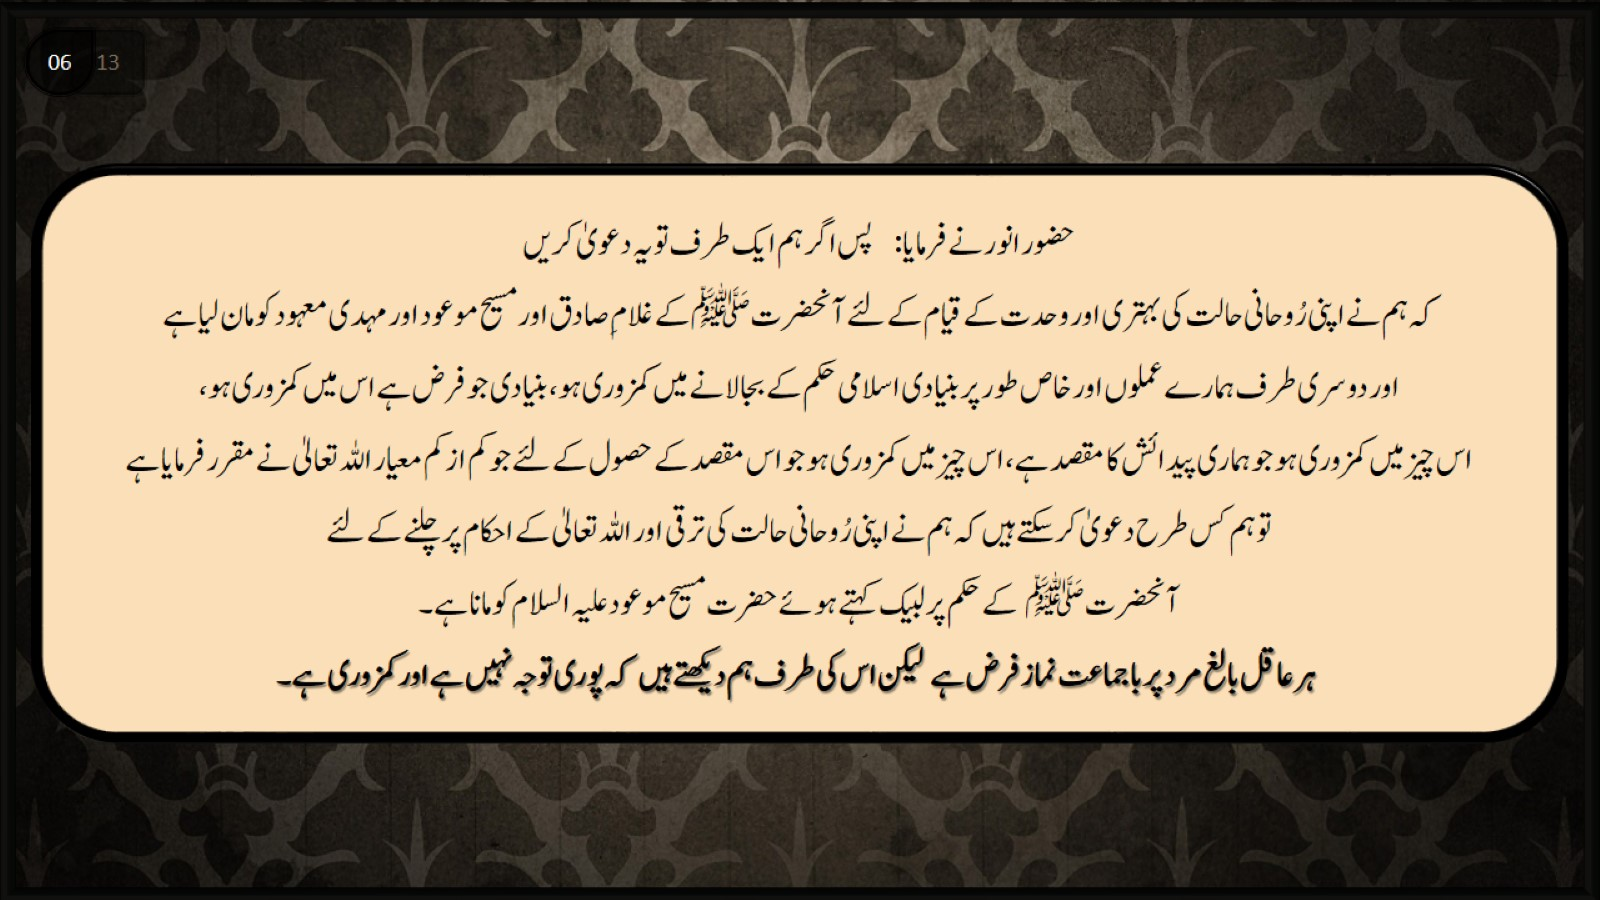 06 13
حضور انور نے فرمایا: پس اگر ہم ایک طرف تو یہ دعویٰ کریں
کہ ہم نے اپنی رُوحانی حالت کی بہتری اور وحدت کے قیام کے لئے آنحضرت ﷺ کے غلامِ صادق اور مسیح موعود اور مہدی معہود کو مان لیا ہے
اور دوسری طرف ہمارے عملوں اور خاص طور پر بنیادی اسلامی حکم کے بجالانے میں کمزوری ہو، بنیادی جو فرض ہے اس میں کمزوری ہو،
اس چیز میں کمزوری ہو جو ہماری پیدائش کا مقصد ہے، اس چیز میں کمزوری ہو جو اس مقصد کے حصول کے لئے جو کم از کم معیار اللہ تعالیٰ نے مقرر فرمایا ہے
تو ہم کس طرح دعویٰ کر سکتے ہیں کہ ہم نے اپنی رُوحانی حالت کی ترقی اور اللہ تعالیٰ کے احکام پر چلنے کے لئے
آنحضرت ﷺ کے حکم پر لبیک کہتے ہوئے حضرت مسیح موعود علیہ السلام کو مانا ہے۔
ہر عاقل بالغ مرد پر باجماعت نماز فرض ہے لیکن اس کی طرف ہم دیکھتے ہیں کہ پوری توجہ نہیں ہے اور کمزوری ہے۔